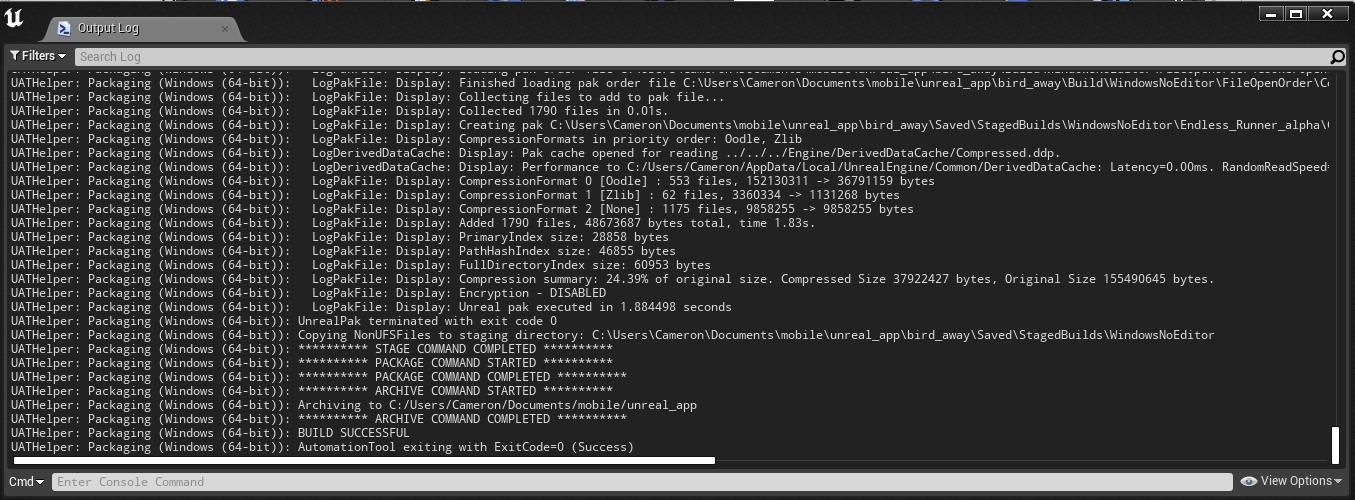 Output Log
Filters
Search Log
UATHelper: Packaging (Windows (64-bit)): LogPakFile: Display: Finished loading pak order file C:\Users\Cameron\Documents\mobile\unreal_app\bird_away\Build\WindowsNoEditor\FileOpenOrder\Co
UATHelper: Packaging (Windows (64-bit)): LogPakFile: Display: Collecting files to add to pak file...
UATHelper: Packaging (Windows (64-bit)): LogPakFile: Display: Collected 1790 files in 0.01s.
UATHelper: Packaging (Windows (64-bit)): LogPakFile: Display: Creating pak C:\Users\Cameron\Documents\mobile\unreal_app\bird_away\Saved\StagedBuilds\WindowsNoEditor\Endless_Runner_alpha\
UATHelper: Packaging (Windows (64-bit)): LogPakFile: Display: CompressionFormats in priority order: Oodle, Zlib
UATHelper: Packaging (Windows (64-bit)): LogDerivedDataCache: Display: Pak cache opened for reading ../../../Engine/DerivedDataCache/Compressed.ddp.
UATHelper: Packaging (Windows (64-bit)): LogDerivedDataCache: Display: Performance to C:/Users/Cameron/AppData/Local/UnrealEngine/Common/DerivedDataCache: Latency=0.00ms. RandomReadSpeed=
UATHelper: Packaging (Windows (64-bit)): LogPakFile: Display: CompressionFormat 0 [Oodle] : 553 files, 152130311 -> 36791159 bytes
UATHelper: Packaging (Windows (64-bit)): LogPakFile: Display: CompressionFormat 1 [Zlib] : 62 files, 3360334 -> 1131268 bytes
UATHelper: Packaging (Windows (64-bit)): LogPakFile: Display: CompressionFormat 2 [None] : 1175 files, 9858255 -> 9858255 bytes
UATHelper: Packaging (Windows (64-bit)): LogPakFile: Display: Added 1790 files, 48673687 bytes total, time 1.83s.
UATHelper: Packaging (Windows (64-bit)): LogPakFile: Display: PrimaryIndex size: 28858 bytes
UATHelper: Packaging (Windows (64-bit)): LogPakFile: Display: PathHashIndex size: 46855 bytes
UATHelper: Packaging (Windows (64-bit)): LogPakFile: Display: FullDirectoryIndex size: 60953 bytes
UATHelper: Packaging (Windows (64-bit)): LogPakFile: Display: Compression summary: 24.39% of original size. Compressed Size 37922427 bytes, Original Size 155490645 bytes.
UATHelper: Packaging (Windows (64-bit)): LogPakFile: Display: Encryption - DISABLED
UATHelper: Packaging (Windows (64-bit)): LogPakFile: Display: Unreal pak executed in 1.884498 seconds
UATHelper: Packaging (Windows (64-bit)): UnrealPak terminated with exit code 0
UATHelper: Packaging (Windows (64-bit)): Copying NonUFSFiles to staging directory: C:\Users\Cameron\Documents\mobile\unreal_app\bird_away\Saved\StagedBuilds\WindowsNoEditor
UATHelper: Packaging (Windows (64-bit)): ********** STAGE COMMAND COMPLETED **********
UATHelper: Packaging (Windows (64-bit)): ********** PACKAGE COMMAND STARTED **********
UATHelper: Packaging (Windows (64-bit)): ********** PACKAGE COMMAND COMPLETED **********
UATHelper: Packaging (Windows (64-bit)): ********** ARCHIVE COMMAND STARTED **********
UATHelper: Packaging (Windows (64-bit)): Archiving to C:/Users/Cameron/Documents/mobile/unreal_app
UATHelper: Packaging (Windows (64-bit)): ********** ARCHIVE COMMAND COMPLETED **********
UATHelper: Packaging (Windows (64-bit)): BUILD SUCCESSFUL
UATHelper: Packaging (Windows (64-bit)): AutomationTool exiting with ExitCode=0 (Success)
Cmd
Enter Console Command
View Options